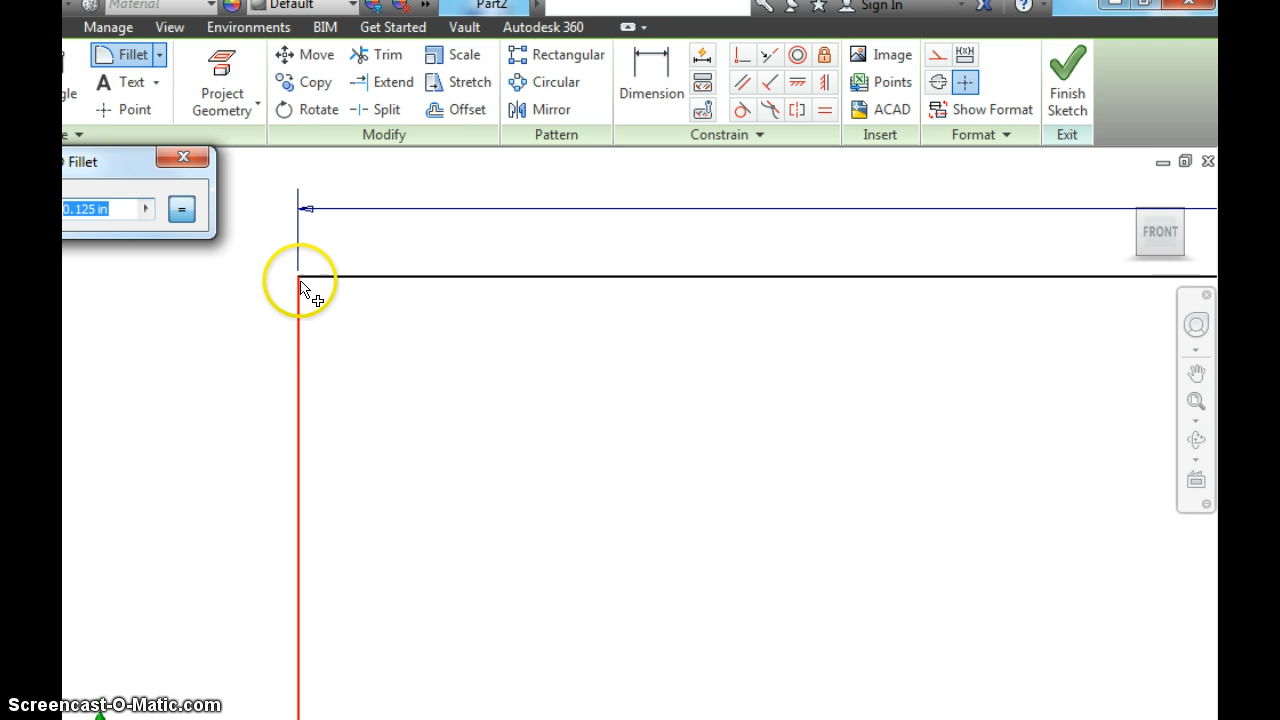 Material Default Part2 Sign In
Manage View Environments BIM Get Started Vault Autodesk 360
Fillet Move Trim Scale Rectangular Image
gle Text Project Geometry Copy Extend Stretch Circular Dimension Points Finish Sketch
Point Rotate Split Offset Mirror ACAD Show Format
Modify Pattern Constrain Insert Format Exit
Fillet
0.125 in =
FRONT
Screencast-O-Matic.com